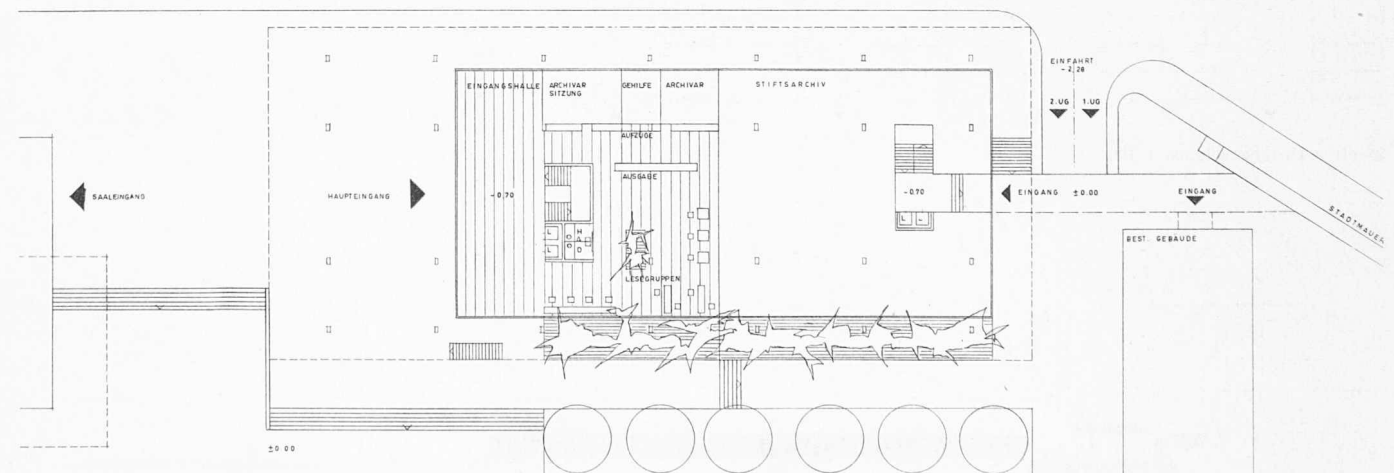 EINFAHRT
- 2,28
2.UG 1.UG
EINGANGSHALLE
ARCHIVAR
SITZUNG
GEHILFE
ARCHIVAR
STIFTSARCHIV
AUFZÜGE
AUSGABE
SAALEINGANG
HAUPTEINGANG
-0,70
-0,70
EINGANG ±0.00
EINGANG
STADTMAUER
L
L
H
A
D
L
L
BEST. GEBÄUDE
LESEGRUPPEN
±0.00